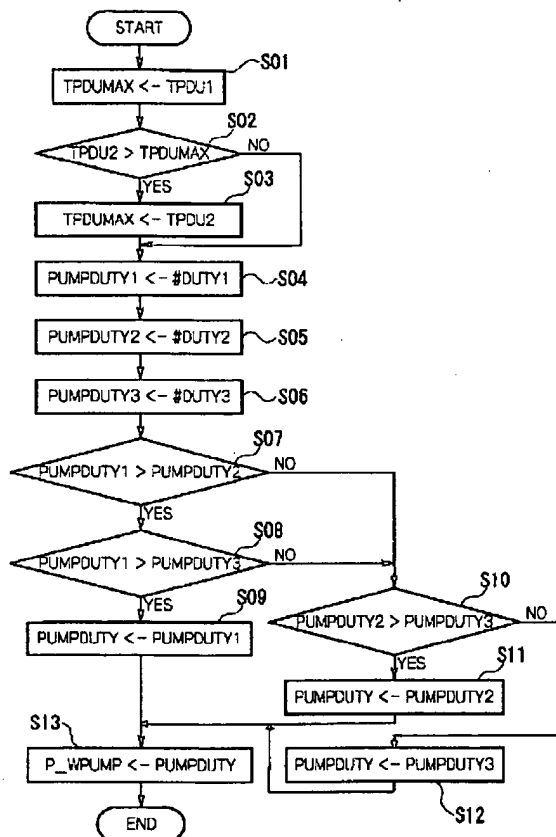 START
S01
TPDUMAX <- TPDU1
S02
TPDU2 > TPDUMAX
NO
YES
S03
TPDUMAX <- TPDU2
PUMPDUTY1 <- #DUTY1
S04
PUMPDUTY2 <- #DUTY2
S05
PUMPDUTY3 <- #DUTY3
S06
S07
PUMPDUTY1 > PUMPDUTY2
NO
YES
S08
PUMPDUTY1 > PUMPDUTY3
NO
YES
S09
PUMPDUTY <- PUMPDUTY1
S10
PUMPDUTY2 > PUMPDUTY3
NO
YES
S11
PUMPDUTY <- PUMPDUTY2
S13
P_WPUMP <- PUMPDUTY
PUMPDUTY <- PUMPDUTY3
S12
END